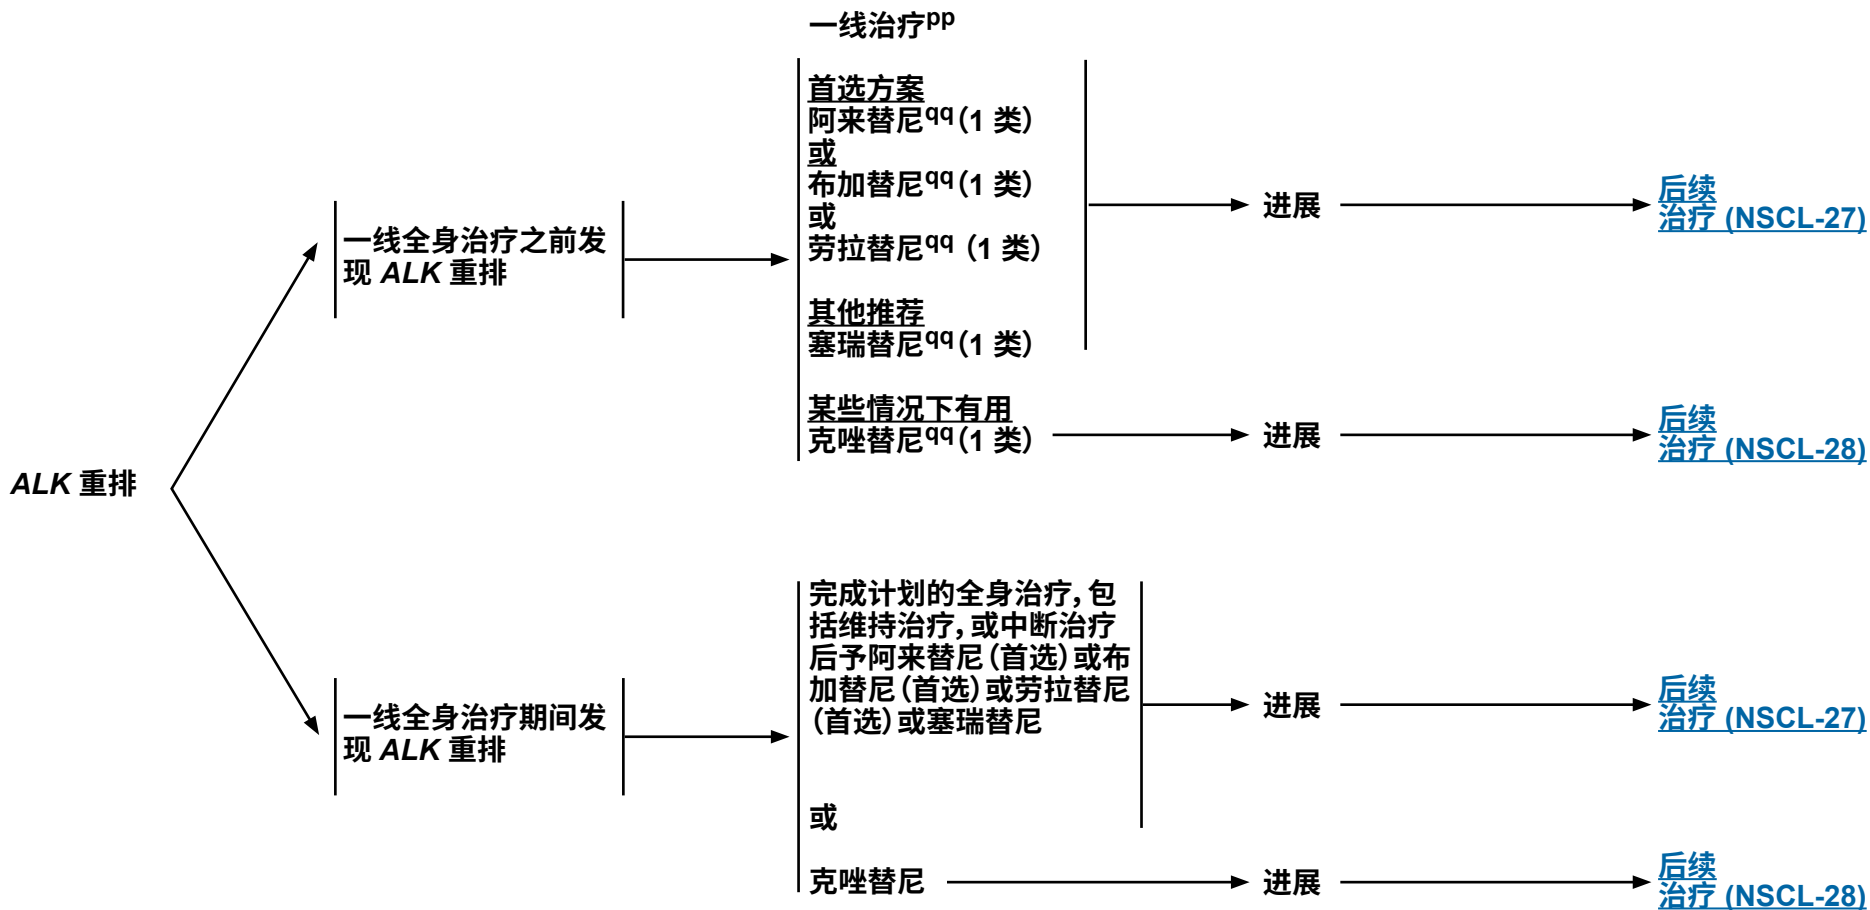 一线治疗pp
首选方案
阿来替尼qq(1 类)
或
布加替尼qq(1 类)
或
劳拉替尼qq (1 类)
其他推荐
塞瑞替尼qq(1 类)
某些情况下有用
克唑替尼qq(1 类)
一线全身治疗之前发
现 ALK 重排
进展
后续
治疗 (NSCL-27)
进展
后续
治疗 (NSCL-28)
ALK 重排
一线全身治疗期间发
现 ALK 重排
完成计划的全身治疗，包
括维持治疗，或中断治疗
后予阿来替尼（首选）或布
加替尼（首选）或劳拉替尼
（首选）或塞瑞替尼
或
克唑替尼
进展
后续
治疗 (NSCL-27)
进展
后续
治疗 (NSCL-28)